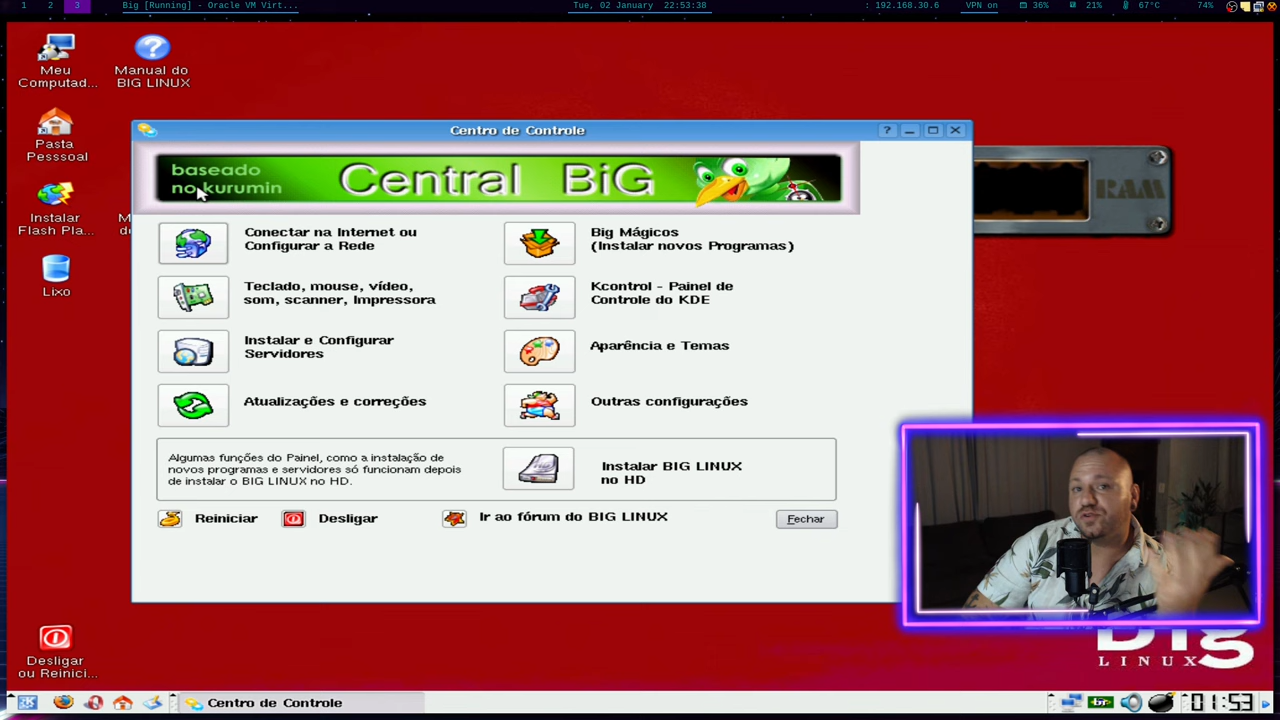 1 2 3 Big [Running] - Oracle VM Virt... Tue, 02 January 22:53:38 : 192.168.30.6 VPN on 36% 21% 67°C 74%
Meu
Computad...
Manual do
BIG LINUX
Pasta
Pesssoal
Instalar
Flash Pla...
M
d
Lixo
Centro de Controle
baseado
no kurumin
Central BiG
RAM
Conectar na Internet ou
Configurar a Rede
Big Mágicos
(Instalar novos Programas)
Teclado, mouse, vídeo,
som, scanner, Impressora
Kcontrol - Painel de
Controle do KDE
Instalar e Configurar
Servidores
Aparência e Temas
Atualizações e correções
Outras configurações
Algumas funções do Painel, como a instalação de
novos programas e servidores só funcionam depois
de instalar o BIG LINUX no HD.
Instalar BIG LINUX
no HD
Reiniciar
Desligar
Ir ao fórum do BIG LINUX
Fechar
Desligar
ou Reinici...
Big
LINUX
Centro de Controle
br
01:53